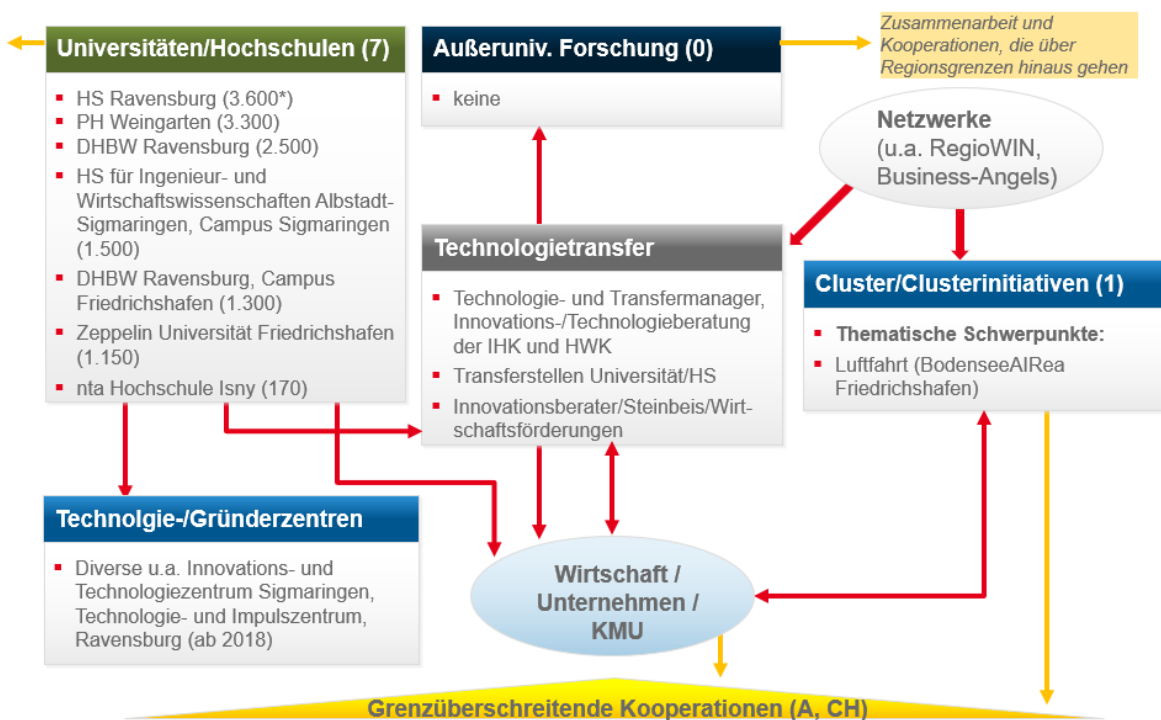 Universitäten/Hochschulen (7)
HS Ravensburg (3.600*)
PH Weingarten (3.300)
DHBW Ravensburg (2.500)
HS für Ingenieur- und
Wirtschaftswissenschaften Albstadt-
Sigmaringen, Campus Sigmaringen
(1.500)
DHBW Ravensburg, Campus
Friedrichshafen (1.300)
Zeppelin Universität Friedrichshafen
(1.150)
nta Hochschule Isny (170)
Außeruniv. Forschung (0)
keine
Zusammenarbeit und
Kooperationen, die über
Regionsgrenzen hinaus gehen
Netzwerke
(u.a. RegioWIN,
Business-Angels)
Technologietransfer
Technologie- und Transfermanager,
Innovations-/Technologieberatung
der IHK und HWK
Transferstellen Universität/HS
Innovationsberater/Steinbeis/Wirt-
schaftsförderungen
Cluster/Clusterinitiativen (1)
Thematische Schwerpunkte:
Luftfahrt (BodenseeAIRea
Friedrichshafen)
Technolgie-/Gründerzentren
Diverse u.a. Innovations- und
Technologiezentrum Sigmaringen,
Technologie- und Impulszentrum,
Ravensburg (ab 2018)
Wirtschaft /
Unternehmen /
KMU
Grenzüberschreitende Kooperationen (A, CH)